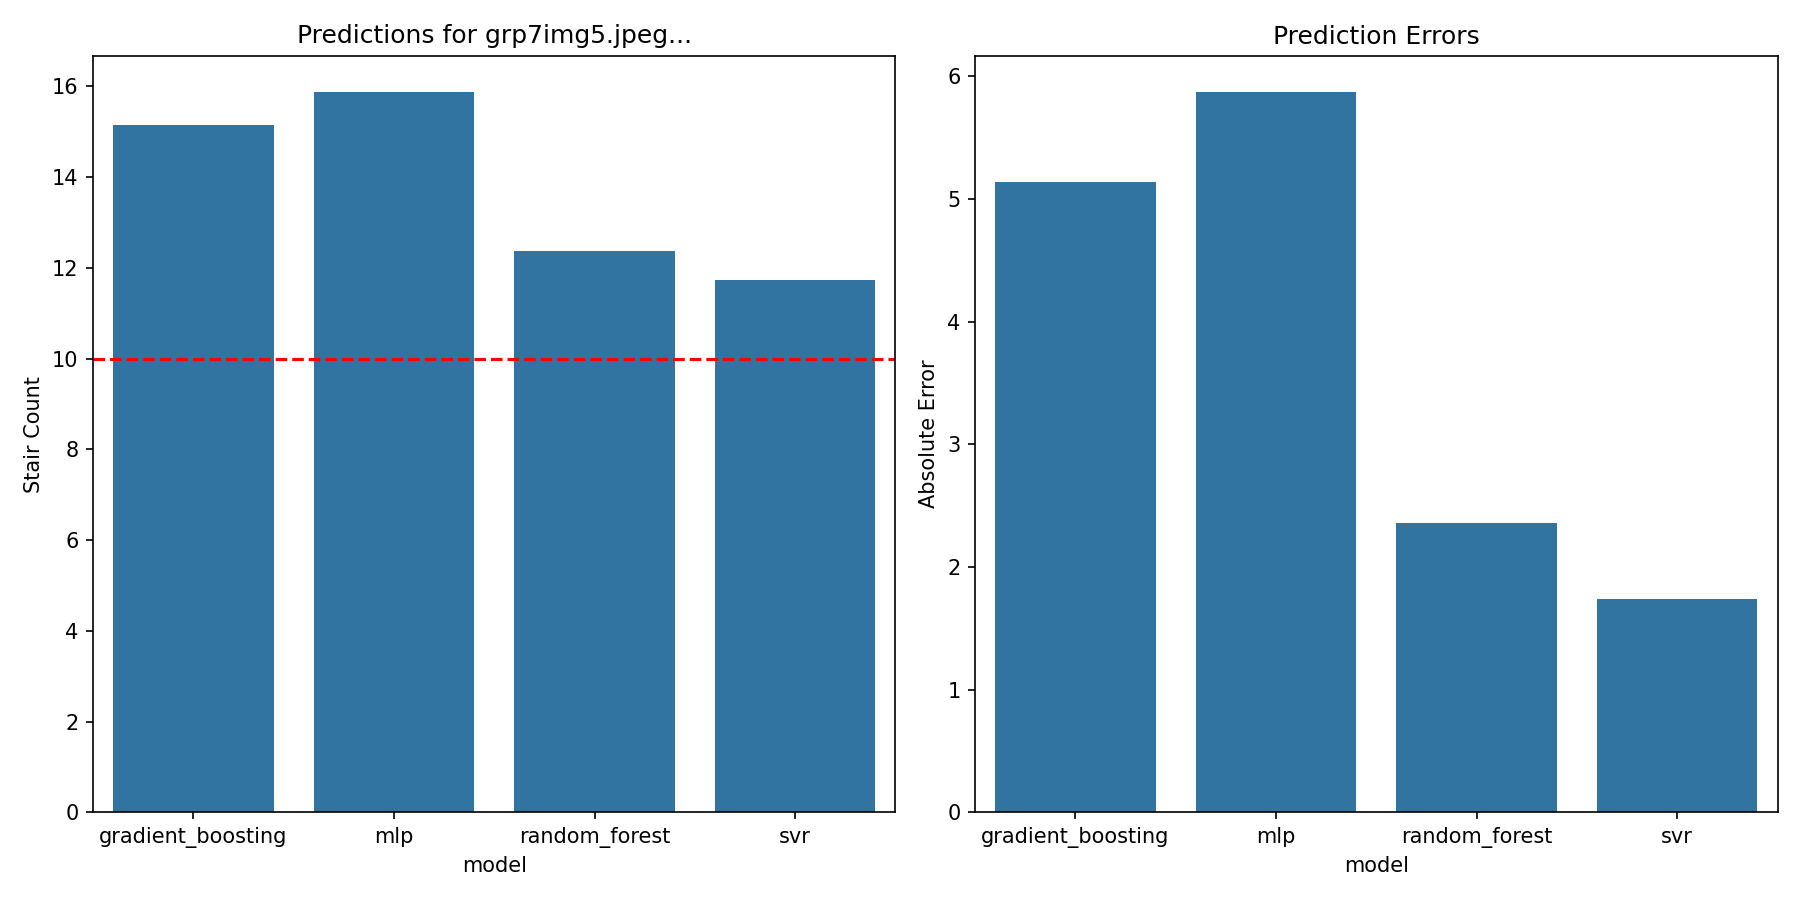 Predictions for grp7img5.jpeg...
Stair Count
16
14
12
10
8
6
4
2
0
gradient_boosting mlp random_forest svr
model
Prediction Errors
Absolute Error
6
5
4
3
2
1
0
gradient_boosting mlp random_forest svr
model